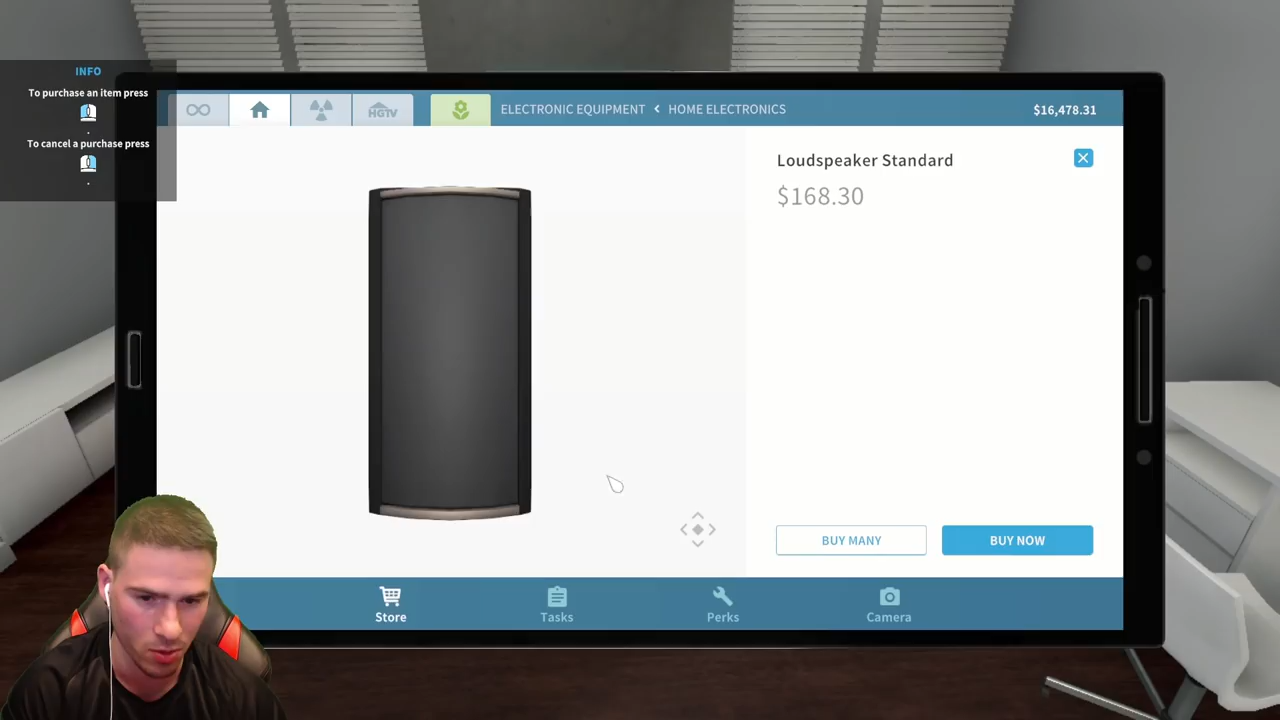 INFO
To purchase an item press
.
To cancel a purchase press
.
HGTV
ELECTRONIC EQUIPMENT < HOME ELECTRONICS
$16,478.31
Loudspeaker Standard
$168.30
BUY MANY
BUY NOW
Store
Tasks
Perks
Camera